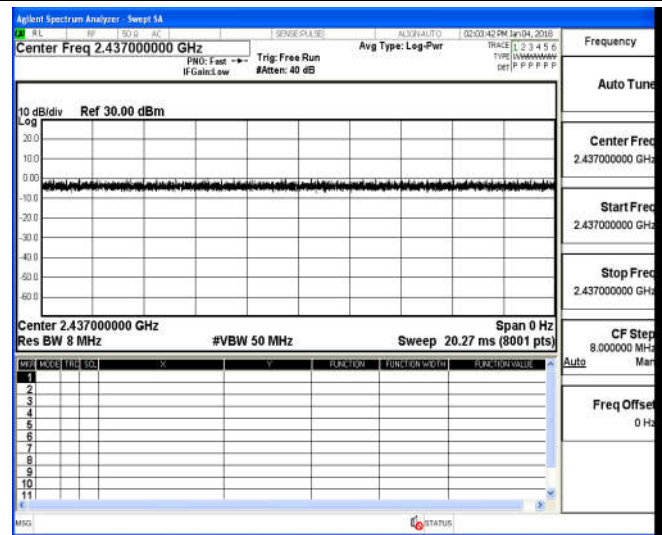 Agilent Spectrum Analyzer - Swept SA
RL RF 50 Ω AC SENSE:PULSE ALIGN AUTO 02:03:42 PM Jan 04, 2018
Center Freq 2.437000000 GHz
PNO: Fast
IFGain:Low
Trig: Free Run
#Atten: 40 dB
Avg Type: Log-Pwr
TRACE 1 2 3 4 5 6
TYPE
DET P P P P P P
10 dB/div Ref 30.00 dBm
Log
20.0
10.0
0.00
-10.0
-20.0
-30.0
-40.0
-50.0
-60.0
Center 2.437000000 GHz
Span 0 Hz
Res BW 8 MHz
#VBW 50 MHz
Sweep 20.27 ms (8001 pts)
MKR MODE TRC SCL X Y FUNCTION FUNCTION WIDTH FUNCTION VALUE
1
2
3
4
5
6
7
8
9
10
11
MSG
STATUS
Frequency
Auto Tune
Center Freq
2.437000000 GHz
Start Freq
2.437000000 GHz
Stop Freq
2.437000000 GHz
CF Step
8.000000 MHz
Auto Man
Freq Offset
0 Hz